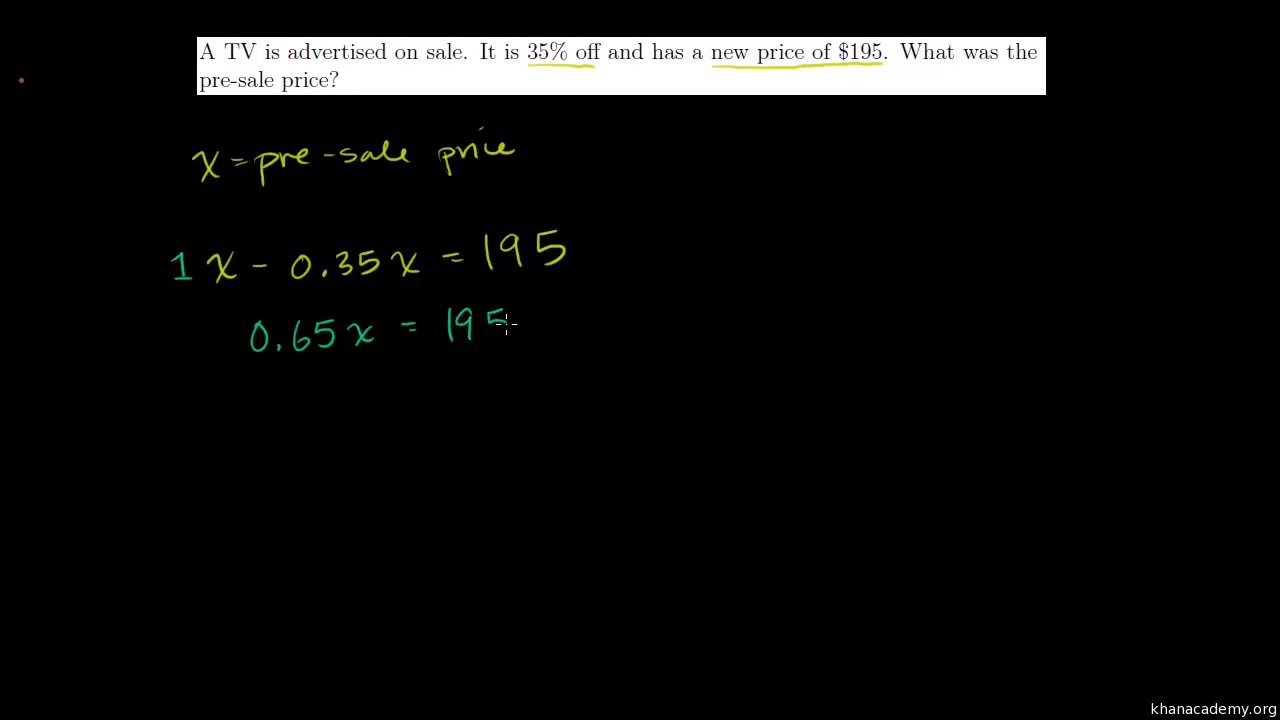 A TV is advertised on sale. It is 35% off and has a new price of $195. What was the
pre-sale price?
x = pre-sale price
1x - 0.35x = 195
0.65x = 195
khanacademy.org